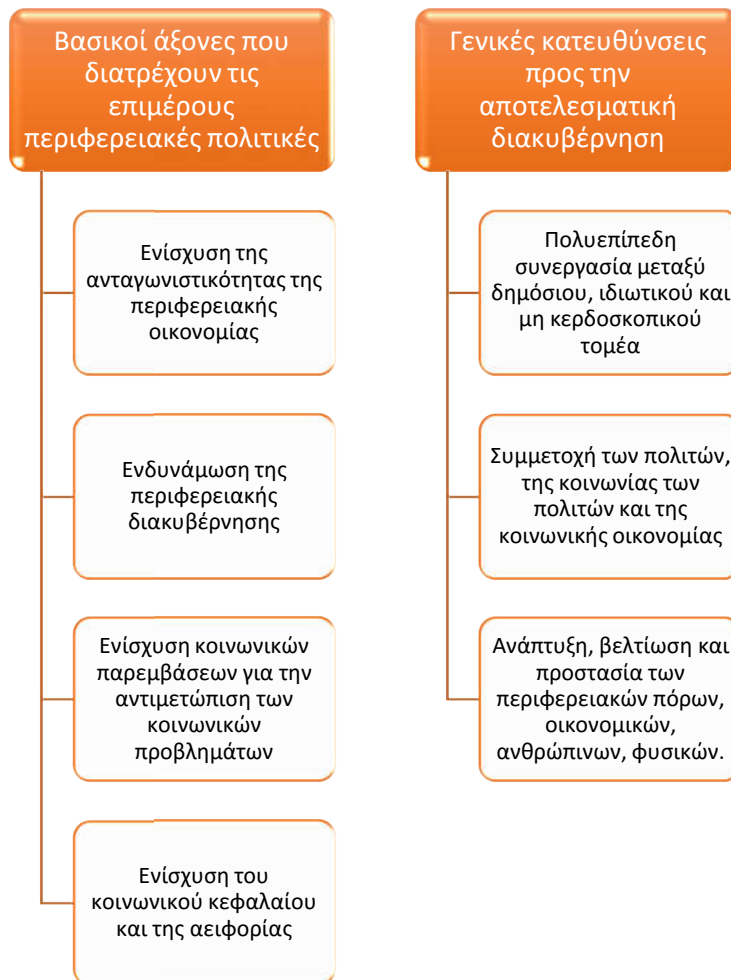 Βασικοί άξονες που
διατρέχουν τις
επιμέρους
περιφερειακές πολιτικές
Ενίσχυση της
ανταγωνιστικότητας της
περιφερειακής
οικονομίας
Ενδυνάμωση της
περιφερειακής
διακυβέρνησης
Ενίσχυση κοινωνικών
παρεμβάσεων για την
αντιμετώπιση των
κοινωνικών
προβλημάτων
Ενίσχυση του
κοινωνικού κεφαλαίου
και της αειφορίας
Γενικές κατευθύνσεις
προς την
αποτελεσματική
διακυβέρνηση
Πολυεπίπεδη
συνεργασία μεταξύ
δημόσιου, ιδιωτικού και
μη κερδοσκοπικού
τομέα
Συμμετοχή των πολιτών,
της κοινωνίας των
πολιτών και της
κοινωνικής οικονομίας
Ανάπτυξη, βελτίωση και
προστασία των
περιφερειακών πόρων,
οικονομικών,
ανθρώπινων, φυσικών.